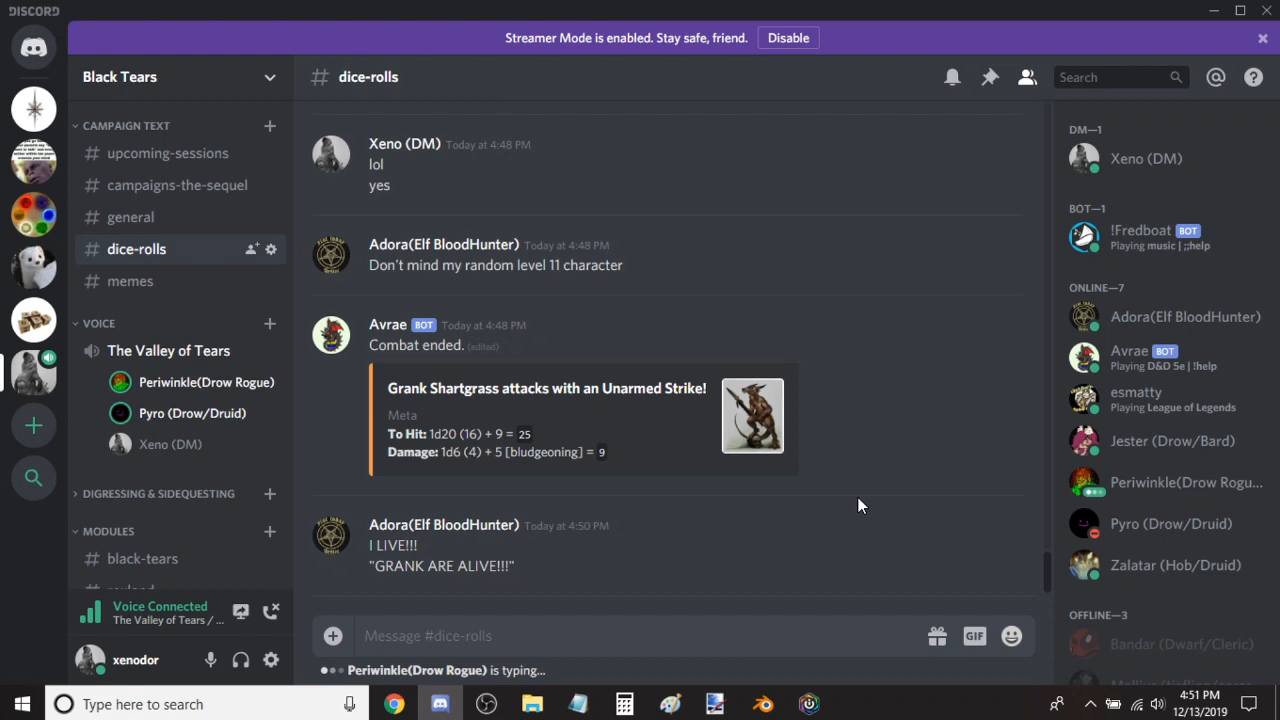 DISCORD
Streamer Mode is enabled. Stay safe, friend. Disable
Black Tears
# dice-rolls
Search
CAMPAIGN TEXT
# upcoming-sessions
# campaigns-the-sequel
# general
# dice-rolls
# memes
VOICE
The Valley of Tears
Periwinkle(Drow Rogue)
Pyro (Drow/Druid)
Xeno (DM)
DIGRESSING & SIDEQUESTING
MODULES
# black-tears
Voice Connected
The Valley of Tears / ...
xenodor
Xeno (DM) Today at 4:48 PM
lol
yes
Adora(Elf BloodHunter) Today at 4:48 PM
Don't mind my random level 11 character
Avrae BOT Today at 4:48 PM
Combat ended. (edited)
Grank Shartgrass attacks with an Unarmed Strike!
Meta
To Hit: 1d20 (16) + 9 = 25
Damage: 1d6 (4) + 5 [bludgeoning] = 9
Adora(Elf BloodHunter) Today at 4:50 PM
I LIVE!!!
"GRANK ARE ALIVE!!!"
Message #dice-rolls
GIF
Periwinkle(Drow Rogue) is typing...
DM—1
Xeno (DM)
BOT—1
!Fredboat BOT
Playing music | ;;help
ONLINE—7
Adora(Elf BloodHunter)
Avrae BOT
Playing D&D 5e | !help
esmatty
Playing League of Legends
Jester (Drow/Bard)
Periwinkle(Drow Rogu...
Pyro (Drow/Druid)
Zalatar (Hob/Druid)
OFFLINE—3
Bandar (Dwarf/Cleric)
Type here to search
4:51 PM
12/13/2019